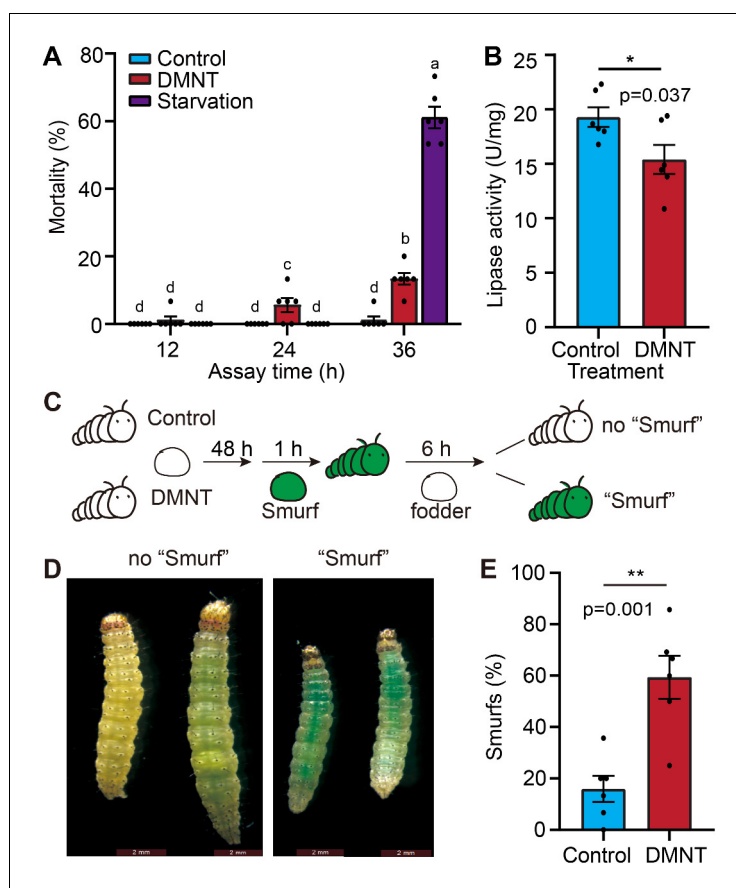 A
Control
DMNT
Starvation
Mortality (%)
80
60
40
20
0
d
d
d
d
c
d
d
b
a
12
24
36
Assay time (h)
B
Lipase activity (U/mg)
25
20
15
10
5
0
*
p=0.037
Control DMNT
Treatment
C
Control
DMNT
48 h
1 h
Smurf
6 h
fodder
no “Smurf”
“Smurf”
D
no “Smurf”
“Smurf”
2 mm
2 mm
2 mm
2 mm
E
Smurfs (%)
100
80
60
40
20
0
**
p=0.001
Control DMNT